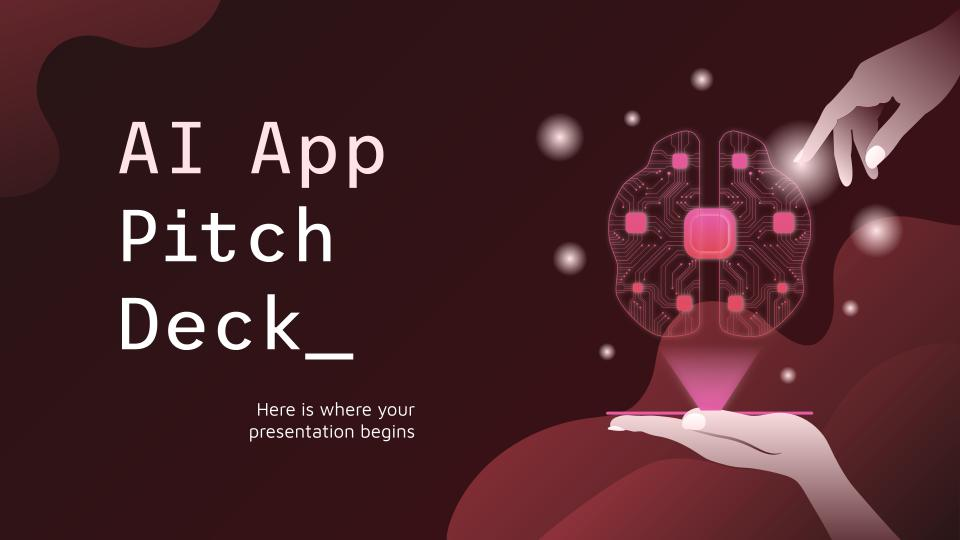 AI App
Pitch
Deck_
Here is where your
presentation begins